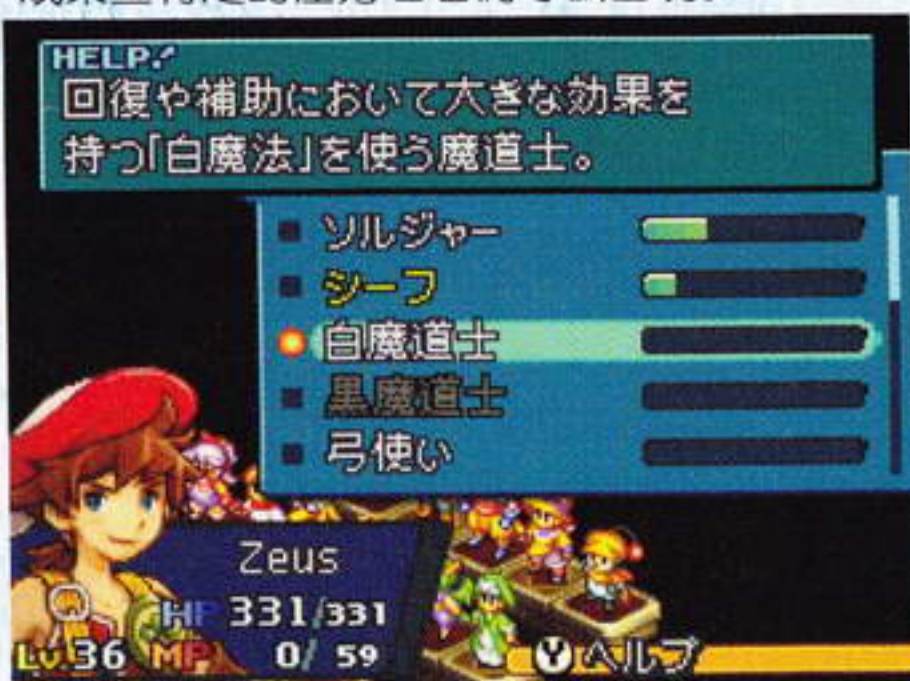 HELP!
回復や補助において大きな効果を
持つ「白魔法」を使う魔道士。
ソルジャー
シーフ
白魔道士
黒魔道士
弓使い
Zeus
HP 331/331
Lv.36 MP 0/ 59
Ⓨヘルプ